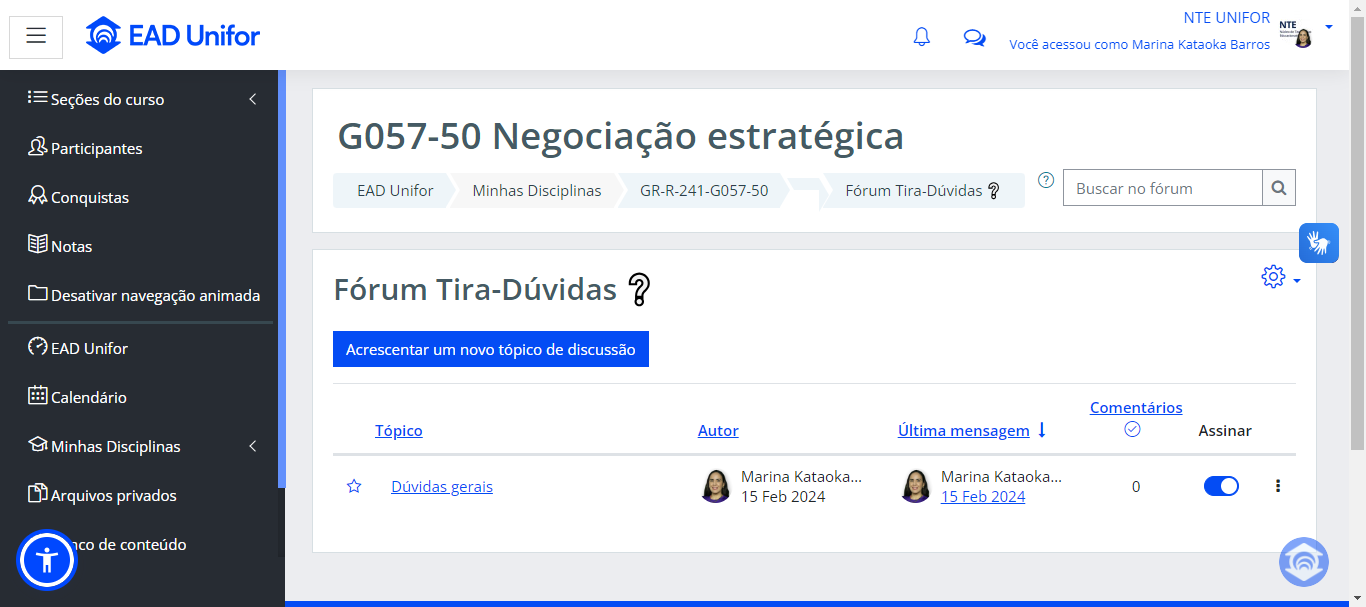 EAD Unifor
NTE UNIFOR
Você acessou como Marina Kataoka Barros
NTE
Seções do curso
Participantes
Conquistas
Notas
Desativar navegação animada
EAD Unifor
Calendário
Minhas Disciplinas
Arquivos privados
nco de conteúdo
G057-50 Negociação estratégica
EAD Unifor
Minhas Disciplinas
GR-R-241-G057-50
Fórum Tira-Dúvidas
Buscar no fórum
Fórum Tira-Dúvidas
Acrescentar um novo tópico de discussão
Tópico
Autor
Última mensagem
Comentários
Assinar
Dúvidas gerais
Marina Kataoka...
15 Feb 2024
Marina Kataoka...
15 Feb 2024
0